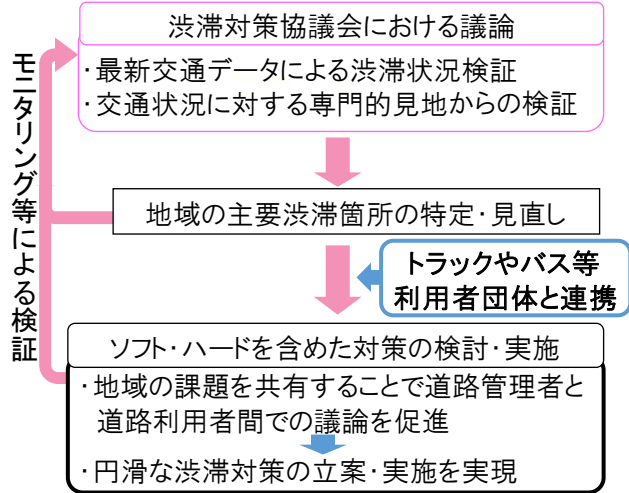 渋滞対策協議会における議論
・最新交通データによる渋滞状況検証
・交通状況に対する専門的見地からの検証
モニタリング等による検証
地域の主要渋滞箇所の特定・見直し
トラックやバス等
利用者団体と連携
ソフト・ハードを含めた対策の検討・実施
・地域の課題を共有することで道路管理者と
道路利用者間での議論を促進
・円滑な渋滞対策の立案・実施を実現